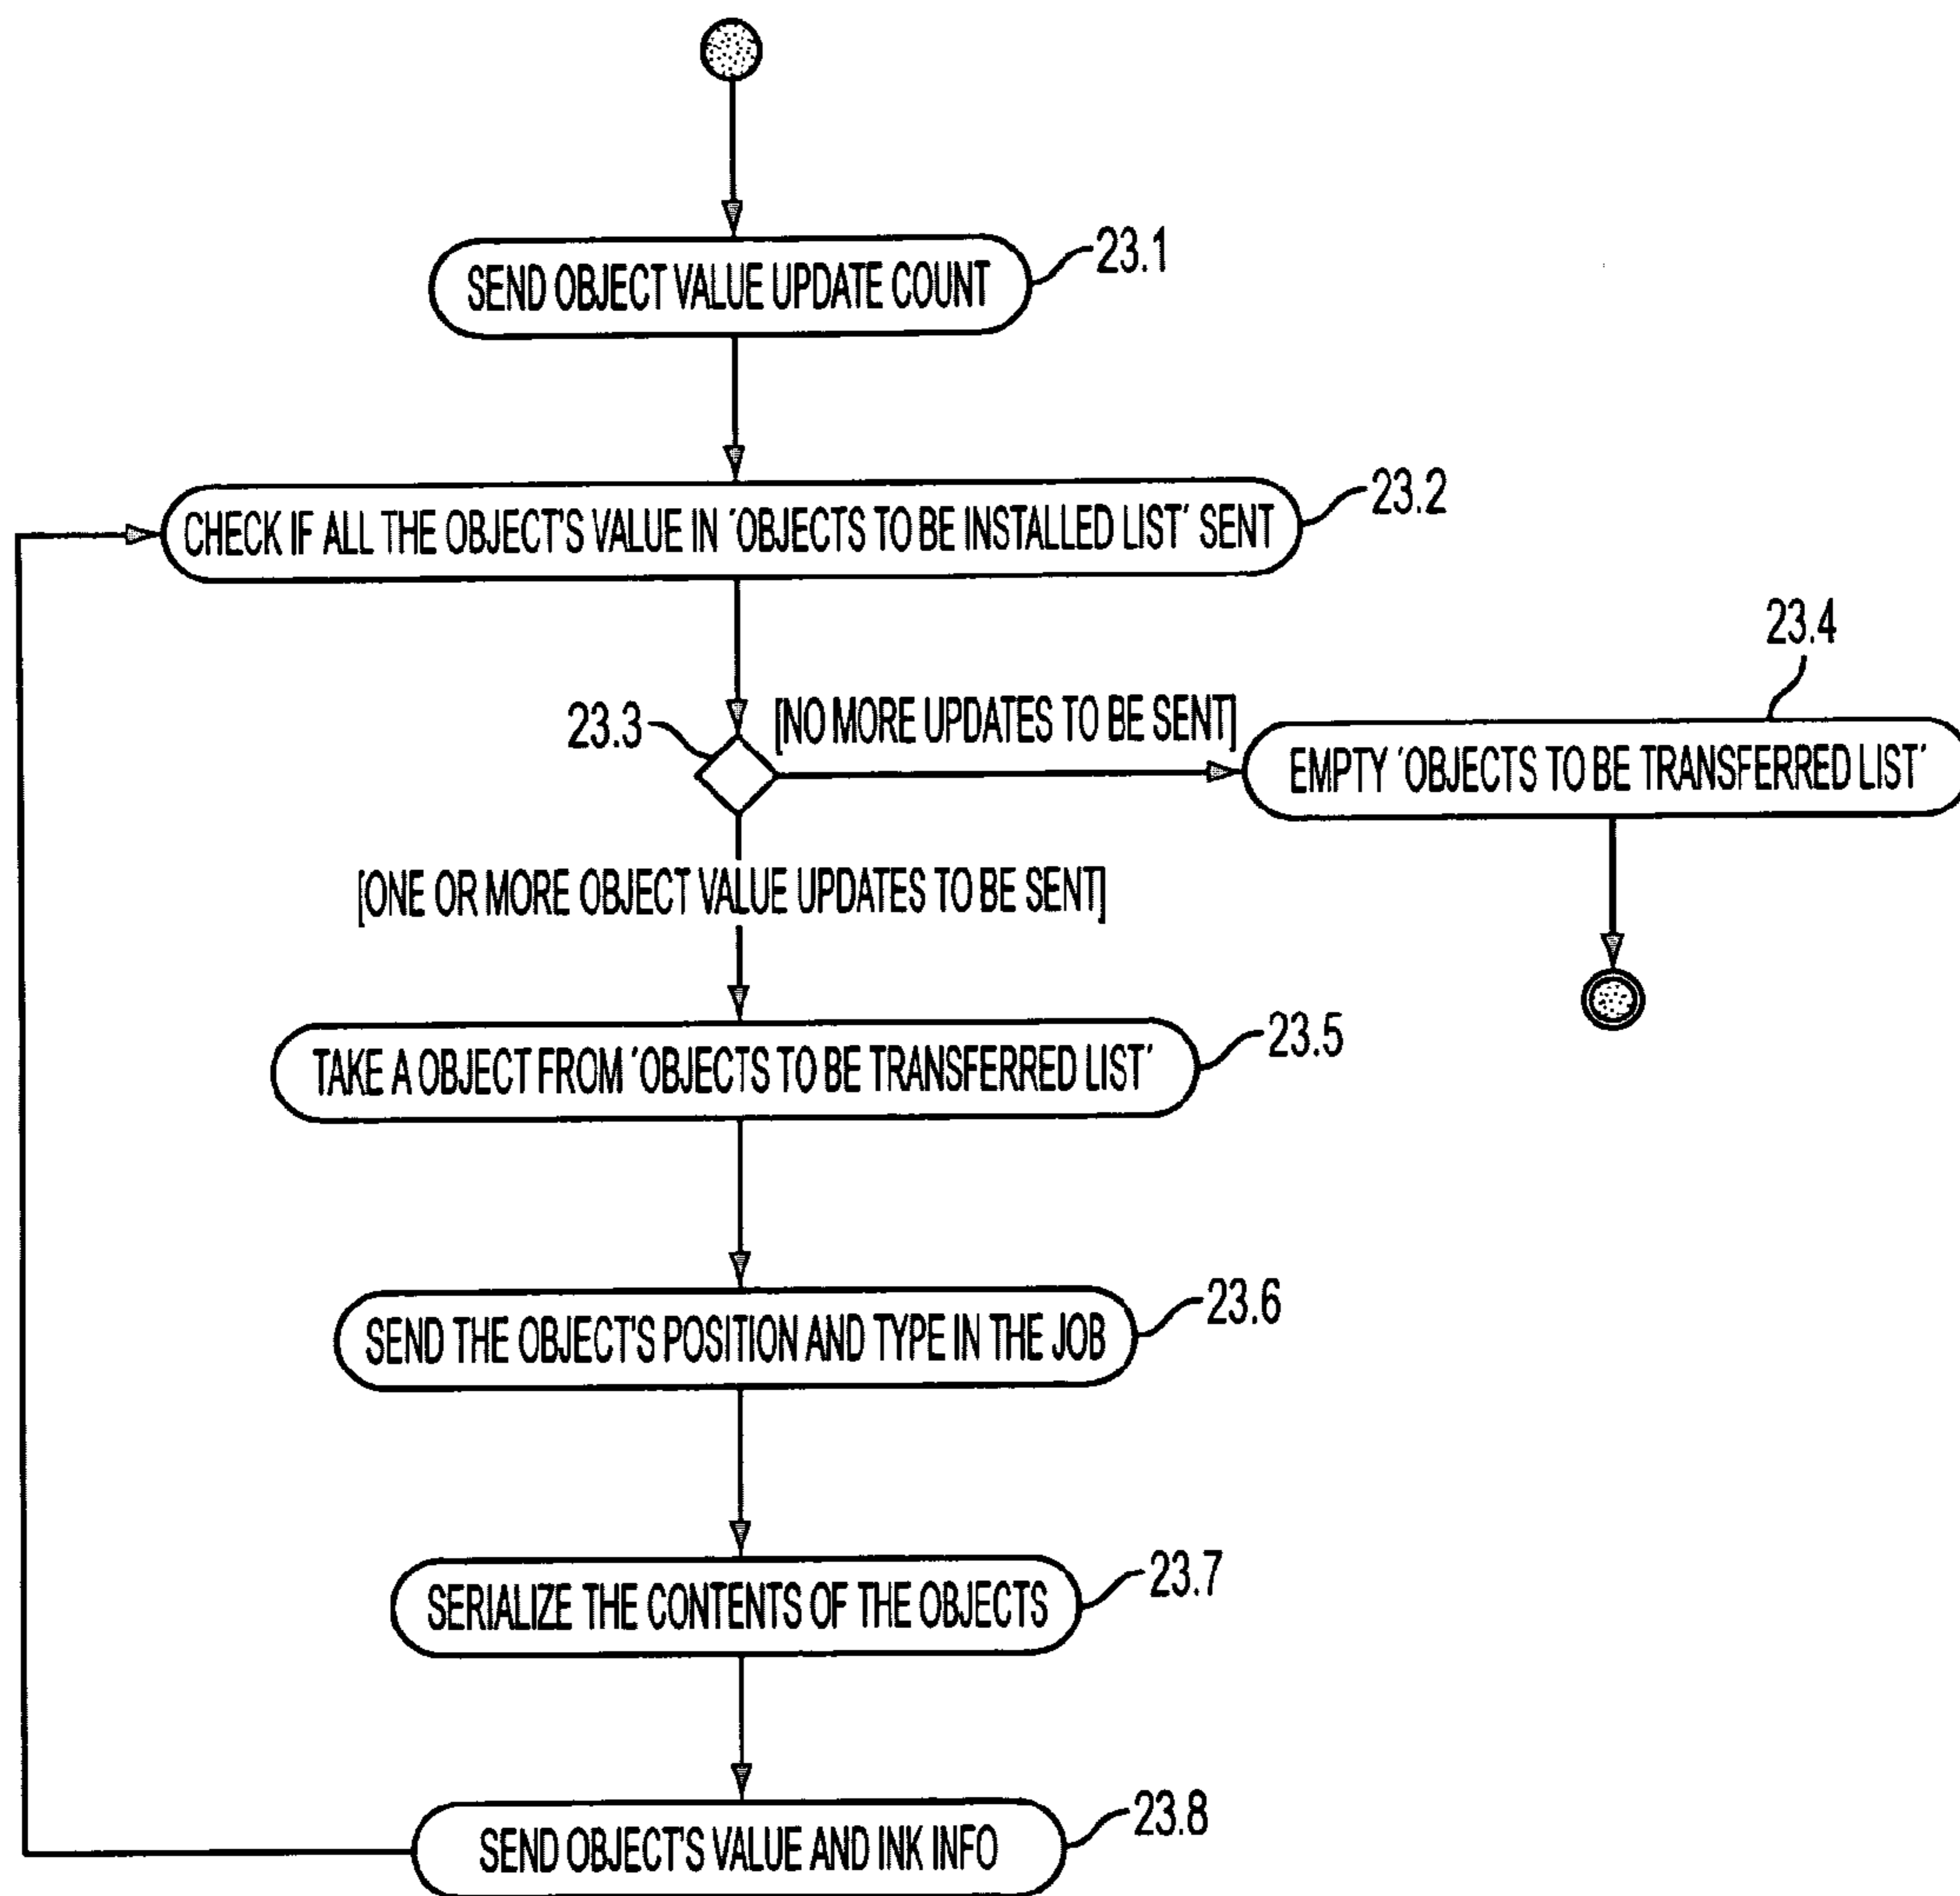 SEND OBJECT VALUE UPDATE COUNT
23.1
CHECK IF ALL THE OBJECT'S VALUE IN 'OBJECTS TO BE INSTALLED LIST' SENT
23.2
23.3
[NO MORE UPDATES TO BE SENT]
23.4
EMPTY 'OBJECTS TO BE TRANSFERRED LIST'
[ONE OR MORE OBJECT VALUE UPDATES TO BE SENT]
TAKE A OBJECT FROM 'OBJECTS TO BE TRANSFERRED LIST'
23.5
SEND THE OBJECT'S POSITION AND TYPE IN THE JOB
23.6
SERIALIZE THE CONTENTS OF THE OBJECTS
23.7
SEND OBJECT'S VALUE AND INK INFO
23.8